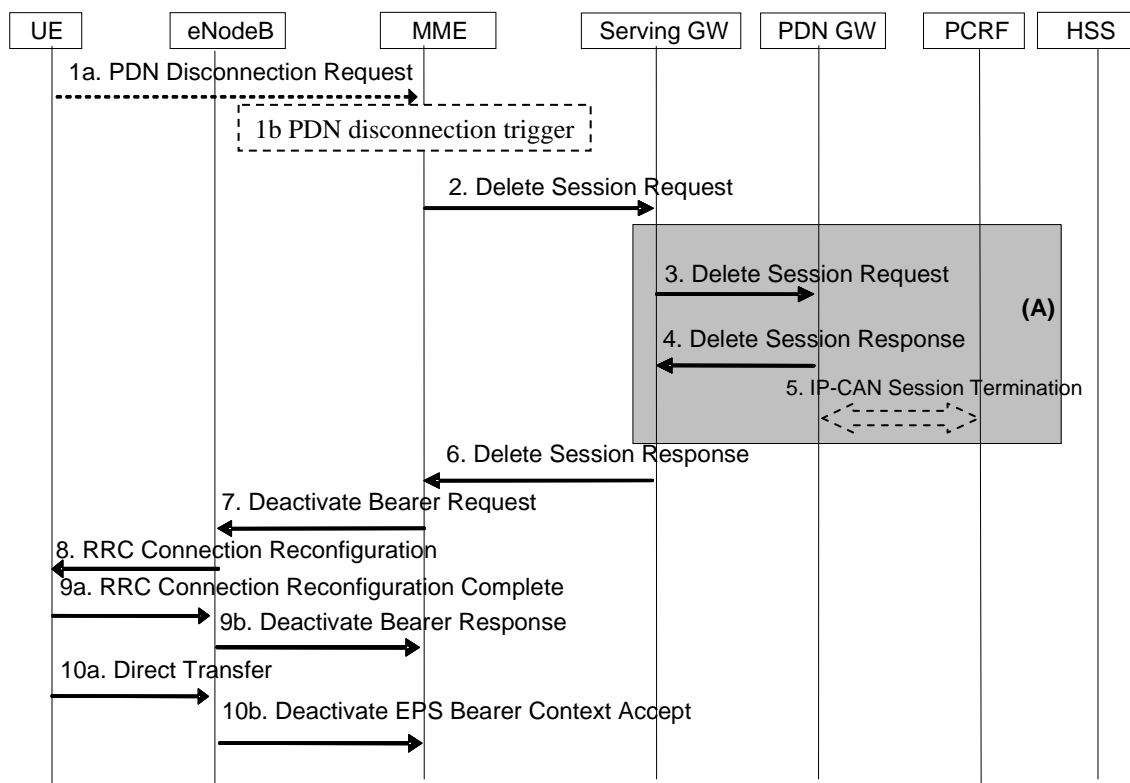 UE eNodeB MME Serving GW PDN GW PCRF HSS
1a. PDN Disconnection Request
1b PDN disconnection trigger
2. Delete Session Request
3. Delete Session Request
(A)
4. Delete Session Response
5. IP-CAN Session Termination
6. Delete Session Response
7. Deactivate Bearer Request
8. RRC Connection Reconfiguration
9a. RRC Connection Reconfiguration Complete
9b. Deactivate Bearer Response
10a. Direct Transfer
10b. Deactivate EPS Bearer Context Accept